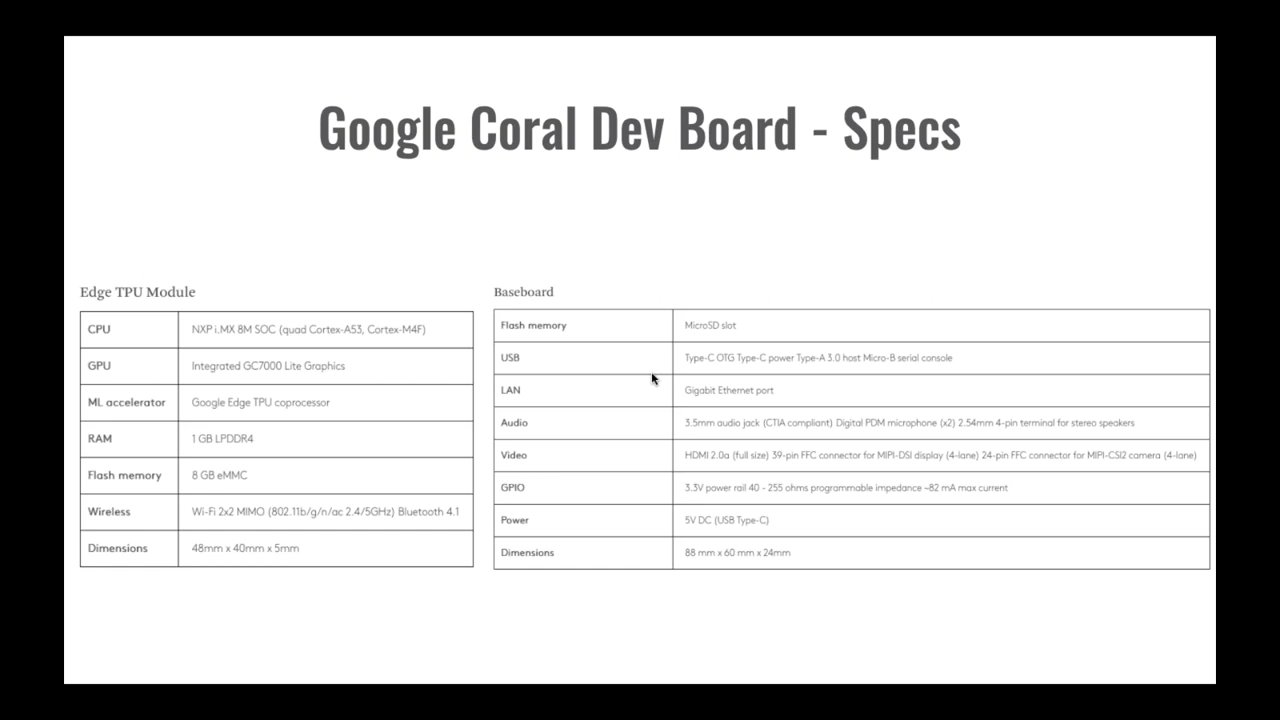 Google Coral Dev Board - Specs
Edge TPU Module
CPU NXP i.MX 8M SOC (quad Cortex-A53, Cortex-M4F)
GPU Integrated GC7000 Lite Graphics
ML accelerator Google Edge TPU coprocessor
RAM 1 GB LPDDR4
Flash memory 8 GB eMMC
Wireless Wi-Fi 2x2 MIMO (802.11b/g/n/ac 2.4/5GHz) Bluetooth 4.1
Dimensions 48mm x 40mm x 5mm
Baseboard
Flash memory MicroSD slot
USB Type-C OTG Type-C power Type-A 3.0 host Micro-B serial console
LAN Gigabit Ethernet port
Audio 3.5mm audio jack (CTIA compliant) Digital PDM microphone (x2) 2.54mm 4-pin terminal for stereo speakers
Video HDMI 2.0a (full size) 39-pin FFC connector for MIPI-DSI display (4-lane) 24-pin FFC connector for MIPI-CSI2 camera (4-lane)
GPIO 3.3V power rail 40 - 255 ohms programmable impedance ~82 mA max current
Power 5V DC (USB Type-C)
Dimensions 88 mm x 60 mm x 24mm